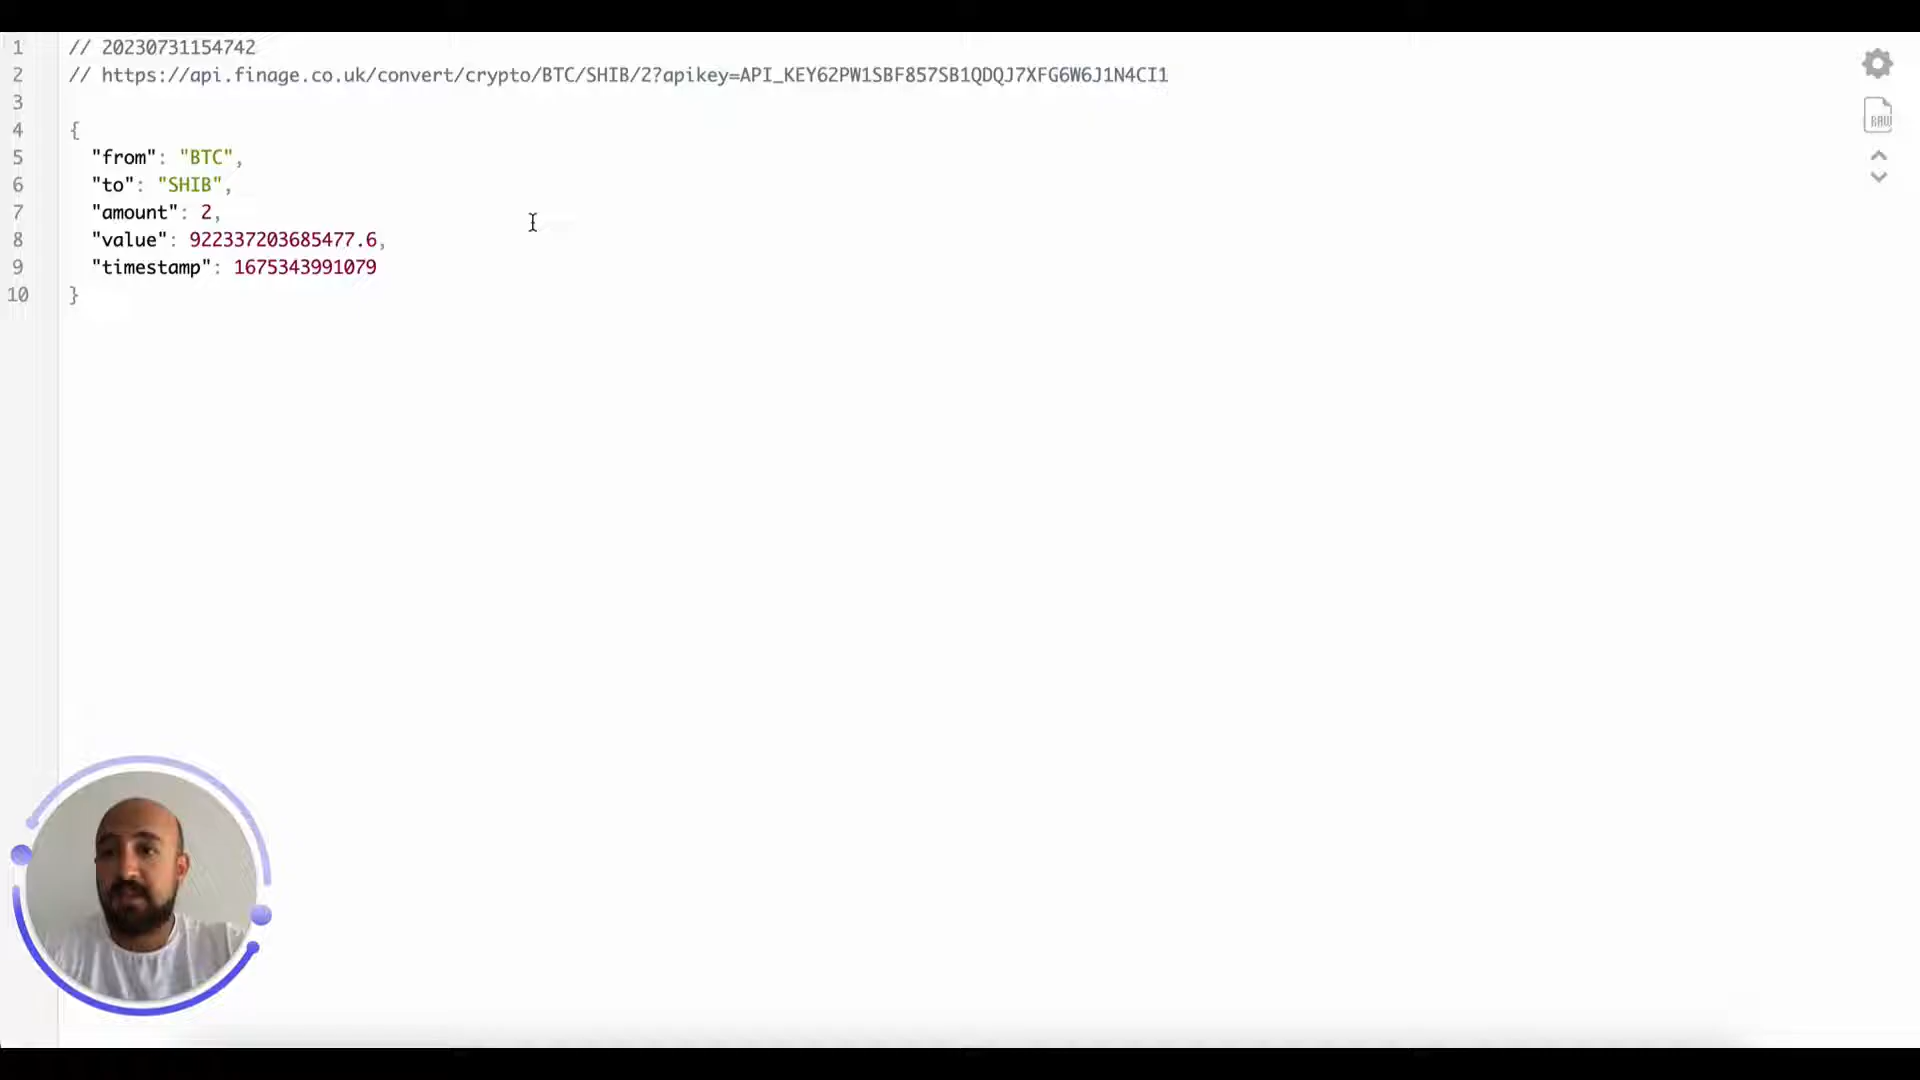 1 // 20230731154742
2 // https://api.finage.co.uk/convert/crypto/BTC/SHIB/2?apikey=API_KEY62PW1SBF857SB1QDQJ7XFG6W6J1N4CI1
3
4 {
5 "from": "BTC",
6 "to": "SHIB",
7 "amount": 2,
8 "value": 922337203685477.6,
9 "timestamp": 1675343991079
10 }
RAW